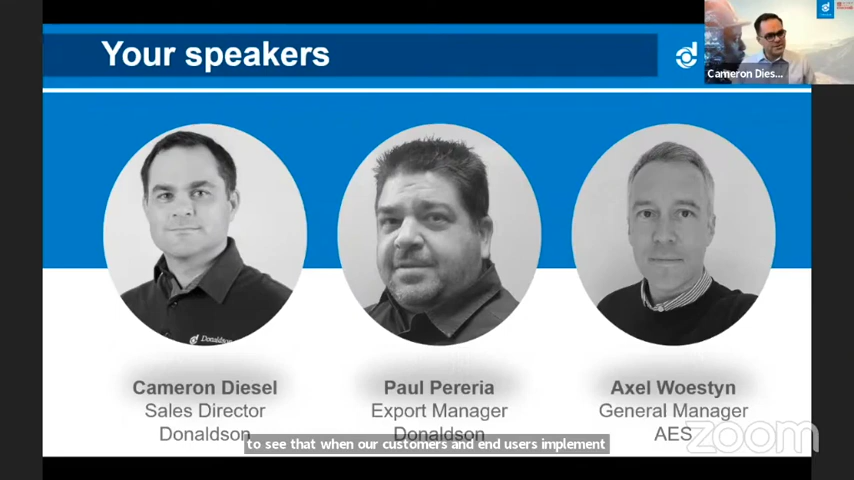 Your speakers
Cameron Dies...
Donaldson
Cameron Diesel
Sales Director
Donaldson
Paul Pereria
Export Manager
Donaldson
Axel Woestyn
General Manager
AES
to see that when our customers and end users implement
zoom